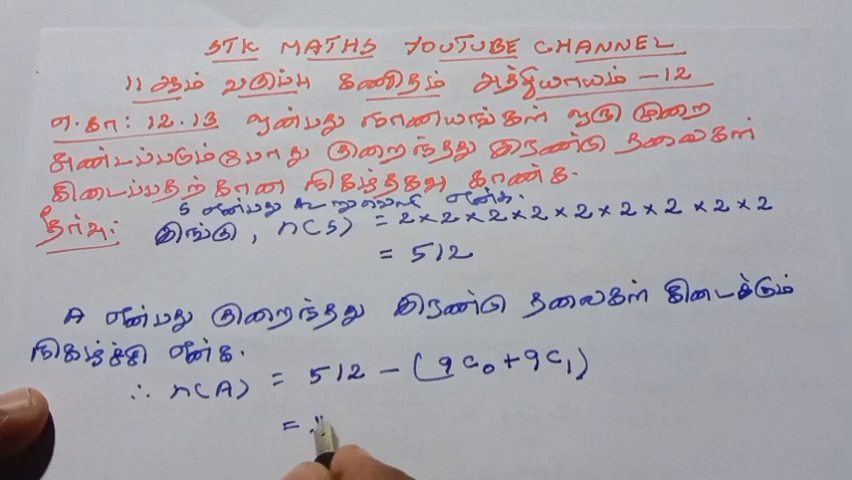 STK MATHS YOUTUBE CHANNEL
11 ஆம் வகுப்பு கணிதம் அத்தியாயம் - 12
எ.கா: 12.13 ஒன்பது நாணயங்கள் ஒரு முறை
சுண்டப்படும்போது குறைந்தது இரண்டு தலைகள்
கிடைப்பதற்கான நிகழ்தகவு காண்க.
S என்பது கூறுவெளி என்க.
தீர்வு: இங்கு, n(S) = 2×2×2×2×2×2×2×2×2
= 512
A என்பது குறைந்தது இரண்டு தலைகள் கிடைக்கும்
நிகழ்ச்சி என்க.
∴ n(A) = 512 - (9C₀+9C₁)
=